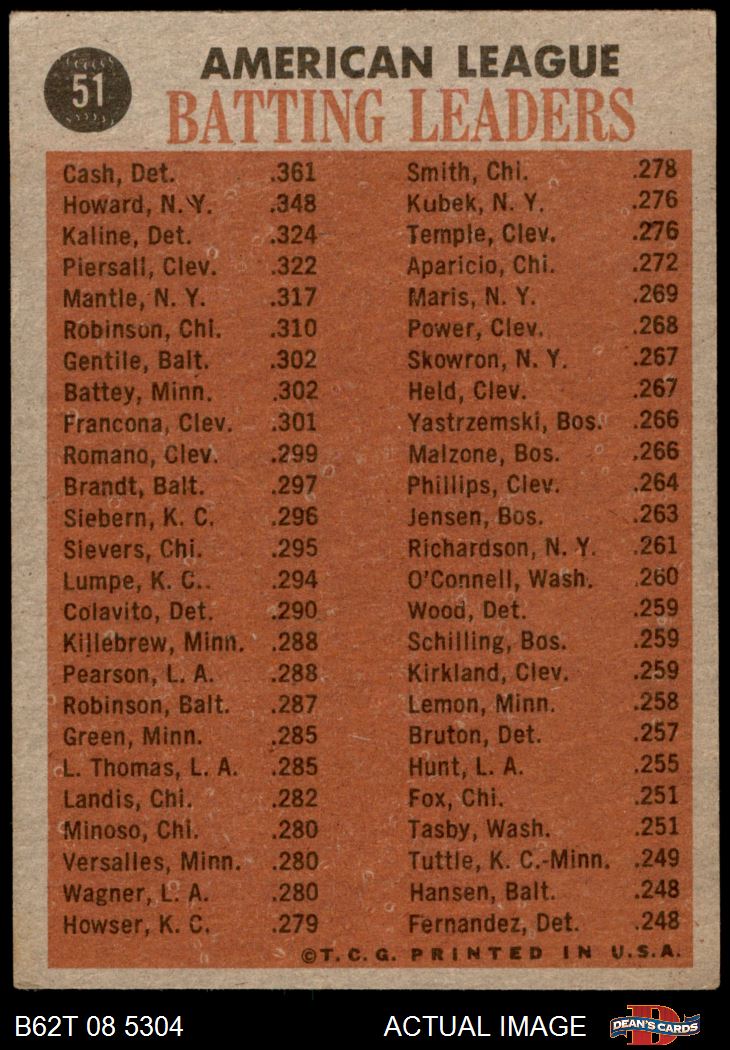 51
AMERICAN LEAGUE
BATTING LEADERS
Cash, Det. .361
Howard, N. Y. .348
Kaline, Det. .324
Piersall, Clev. .322
Mantle, N. Y. .317
Robinson, Chi. .310
Gentile, Balt. .302
Battey, Minn. .302
Francona, Clev. .301
Romano, Clev. .299
Brandt, Balt. .297
Siebern, K. C. .296
Sievers, Chi. .295
Lumpe, K. C. .294
Colavito, Det. .290
Killebrew, Minn. .288
Pearson, L. A. .288
Robinson, Balt. .287
Green, Minn. .285
L. Thomas, L. A. .285
Landis, Chi. .282
Minoso, Chi. .280
Versalles, Minn. .280
Wagner, L. A. .280
Howser, K. C. .279
Smith, Chi. .278
Kubek, N. Y. .276
Temple, Clev. .276
Aparicio, Chi. .272
Maris, N. Y. .269
Power, Clev. .268
Skowron, N. Y. .267
Held, Clev. .267
Yastrzemski, Bos. .266
Malzone, Bos. .266
Phillips, Clev. .264
Jensen, Bos. .263
Richardson, N. Y. .261
O'Connell, Wash. .260
Wood, Det. .259
Schilling, Bos. .259
Kirkland, Clev. .259
Lemon, Minn. .258
Bruton, Det. .257
Hunt, L. A. .255
Fox, Chi. .251
Tasby, Wash. .251
Tuttle, K. C.-Minn. .249
Hansen, Balt. .248
Fernandez, Det. .248
©T. C. G. PRINTED IN U.S.A.
B62T 08 5304 ACTUAL IMAGE
D
DEAN'S CARDS